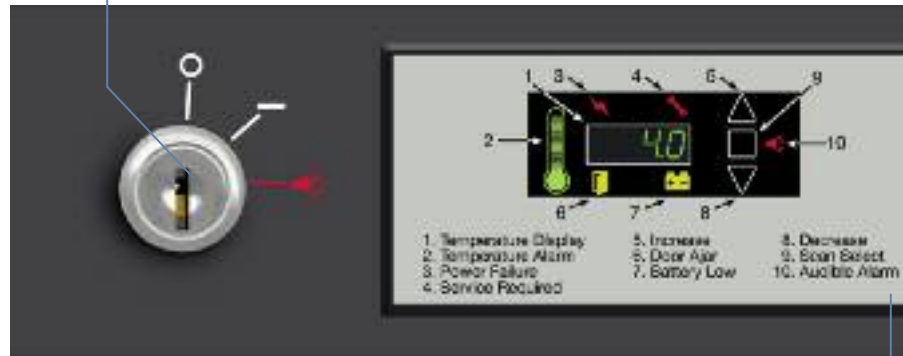 1 3 4 5 9
4.0
2 10
6 7 8
1. Temperature Display 5. Increase 8. Decrease
2. Temperature Alarm 6. Door Ajar 9. Scan Select
3. Power Failure 7. Battery Low 10. Audible Alarm
4. Service Required